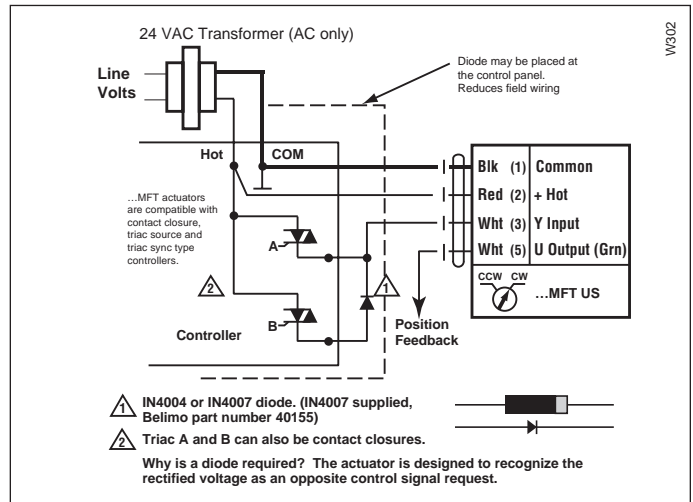 W302
24 VAC Transformer (AC only)
Line
Volts
Diode may be placed at
the control panel.
Reduces field wiring
Hot
COM
...MFT actuators
are compatible with
contact closure,
triac source and
triac sync type
controllers.
A
2
B
1
Controller
Blk (1) Common
Red (2) + Hot
Wht (3) Y Input
Wht (5) U Output (Grn)
CCW CW
...MFT US
Position
Feedback
1 IN4004 or IN4007 diode. (IN4007 supplied,
Belimo part number 40155)
2 Triac A and B can also be contact closures.
Why is a diode required? The actuator is designed to recognize the
rectified voltage as an opposite control signal request.